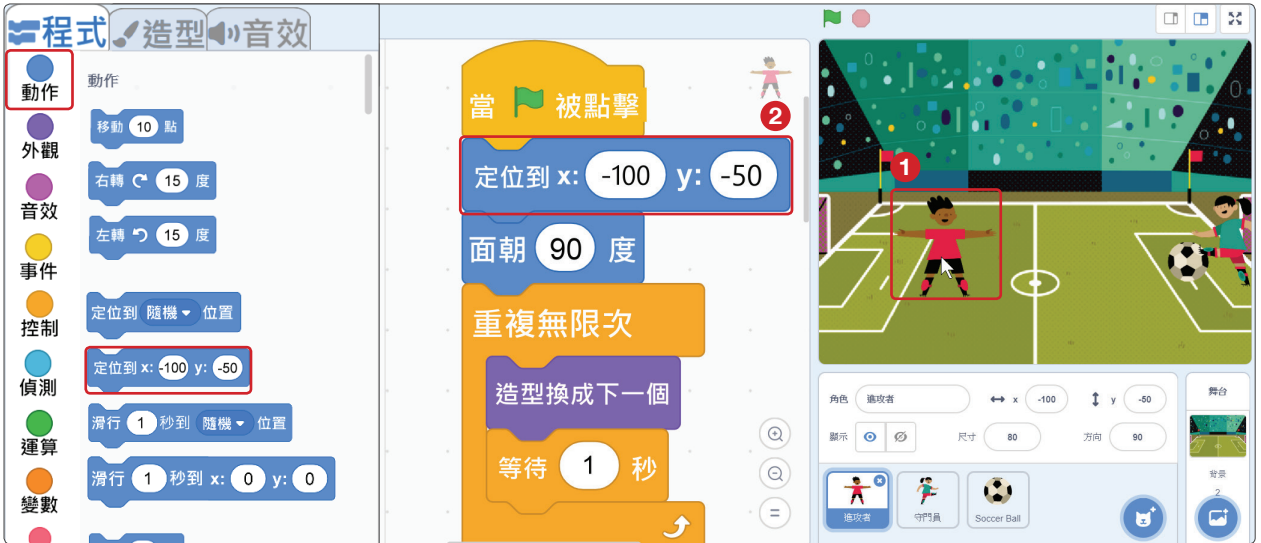 程式 造型 音效
動作
外觀
音效
事件
控制
偵測
運算
變數
動作
移動 10 點
右轉 15 度
左轉 15 度
定位到 隨機 位置
定位到 x: -100 y: -50
滑行 1 秒到 隨機 位置
滑行 1 秒到 x: 0 y: 0
當 被點擊
2
定位到 x: -100 y: -50
面朝 90 度
重複無限次
造型換成下一個
等待 1 秒
1
角色 進攻者 x -100 y -50
顯示 尺寸 80 方向 90
進攻者 守門員 Soccer Ball
舞台
背景
2